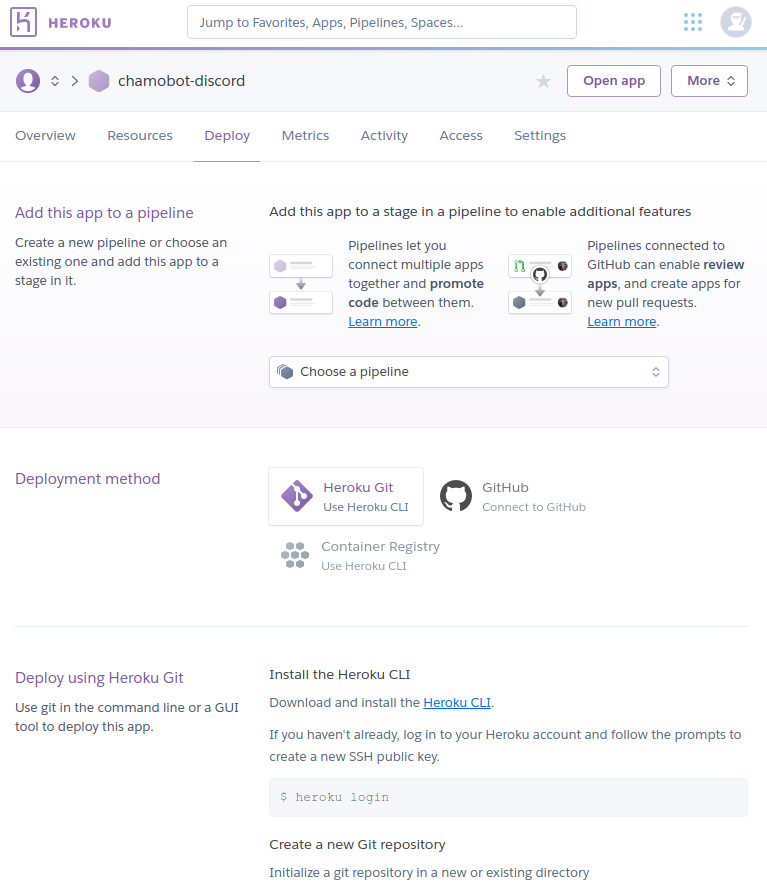 HEROKU
Jump to Favorites, Apps, Pipelines, Spaces...
chamobot-discord
Open app
More
Overview
Resources
Deploy
Metrics
Activity
Access
Settings
Add this app to a pipeline
Create a new pipeline or choose an
existing one and add this app to a
stage in it.
Add this app to a stage in a pipeline to enable additional features
Pipelines let you
connect multiple apps
together and promote
code between them.
Learn more.
Pipelines connected to
GitHub can enable review
apps, and create apps for
new pull requests.
Learn more.
Choose a pipeline
Deployment method
Heroku Git
Use Heroku CLI
GitHub
Connect to GitHub
Container Registry
Use Heroku CLI
Deploy using Heroku Git
Use git in the command line or a GUI
tool to deploy this app.
Install the Heroku CLI
Download and install the Heroku CLI.
If you haven't already, log in to your Heroku account and follow the prompts to
create a new SSH public key.
$ heroku login
Create a new Git repository
Initialize a git repository in a new or existing directory